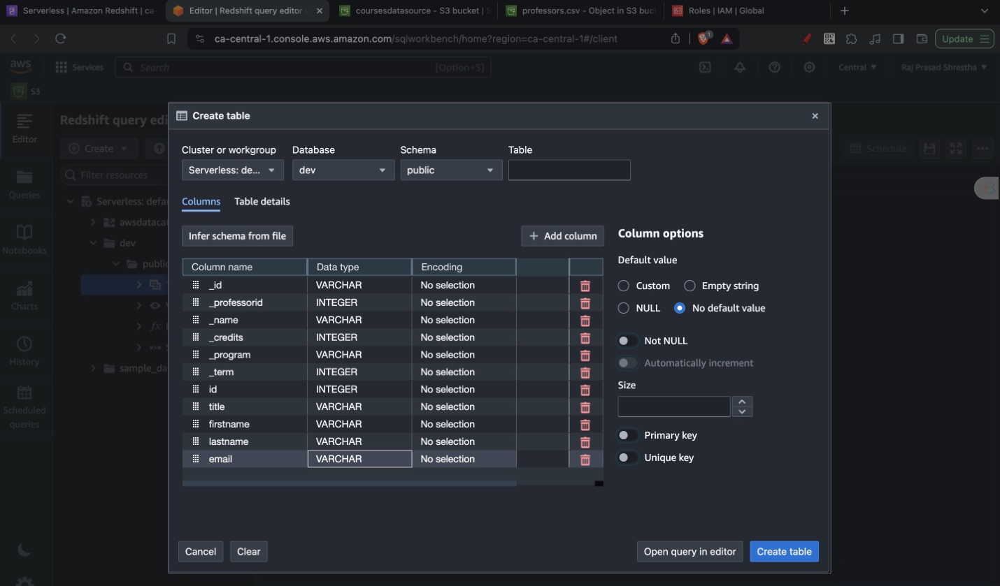 Serverless | Amazon Redshift | ca-
Editor | Redshift query editor
coursesdatasource - S3 bucket | S
professors.csv - Object in S3 buck
Roles | IAM | Global
ca-central-1.console.aws.amazon.com/sqlworkbench/home?region=ca-central-1#/client
1
Update
aws
Services
Search
[Option+S]
Central
Raj Prasad Shrestha
S3
Editor
Queries
Notebooks
Charts
History
Scheduled
queries
Redshift query edi
Create
Schedule
Filter resources
Serverless: defa
awsdatacat
dev
public
sample_da
Create table
Cluster or workgroup
Database
Schema
Table
Serverless: de...
dev
public
Columns
Table details
Infer schema from file
+ Add column
Column name Data type Encoding
_id VARCHAR No selection
_professorid INTEGER No selection
_name VARCHAR No selection
_credits INTEGER No selection
_program VARCHAR No selection
_term INTEGER No selection
id INTEGER No selection
title VARCHAR No selection
firstname VARCHAR No selection
lastname VARCHAR No selection
email VARCHAR No selection
Column options
Default value
Custom
Empty string
NULL
No default value
Not NULL
Automatically increment
Size
Primary key
Unique key
Cancel
Clear
Open query in editor
Create table